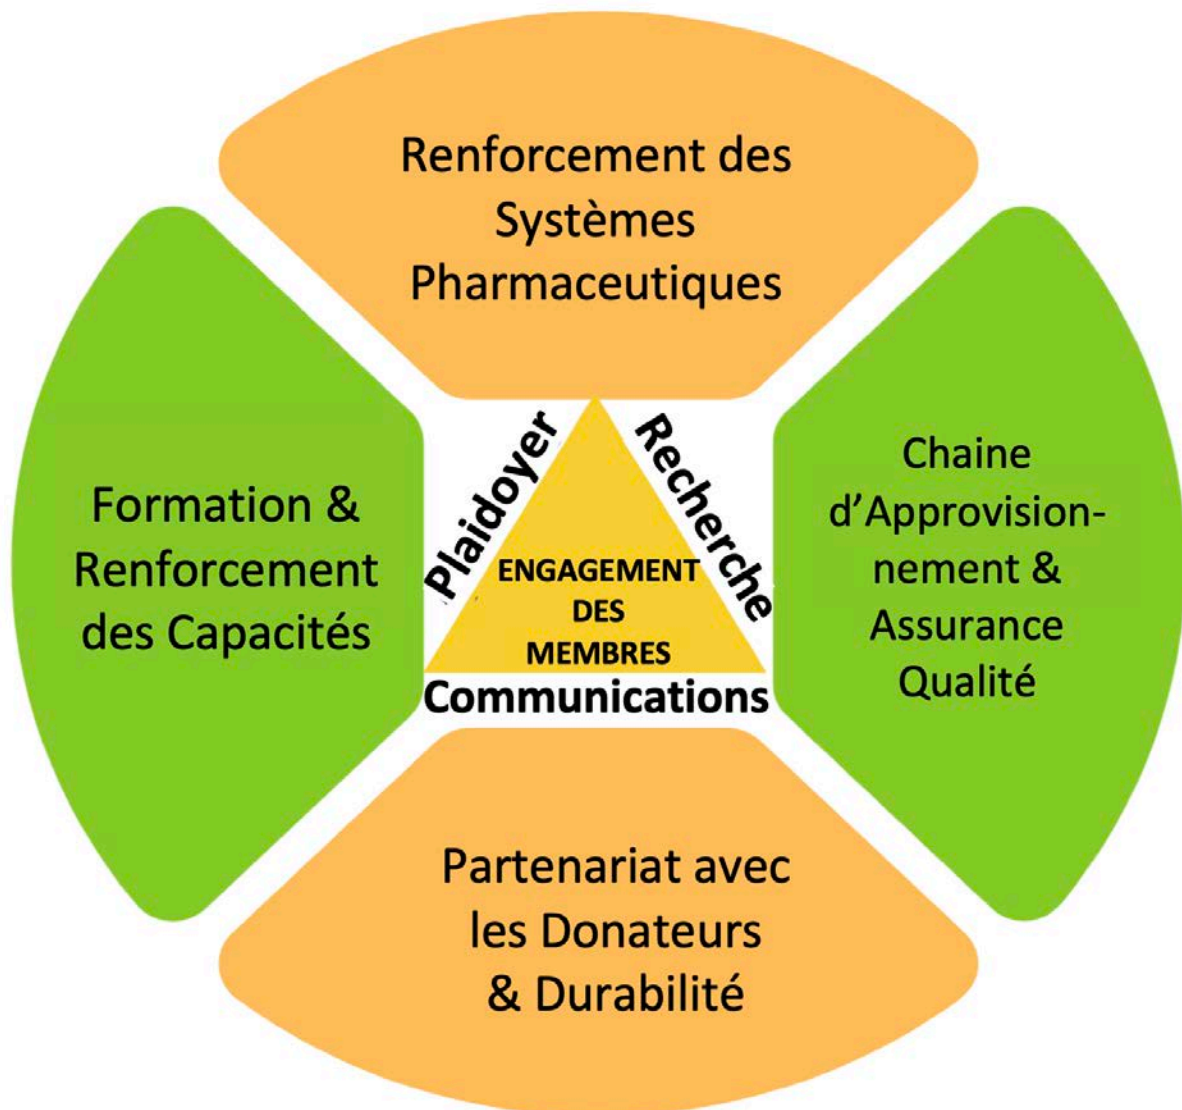 Renforcement des
Systèmes
Pharmaceutiques
Formation &
Renforcement
des Capacités
Plaidoyer
Recherche
ENGAGEMENT
DES
MEMBRES
Communications
Chaine
d’Approvision-
nement &
Assurance
Qualité
Partenariat avec
les Donateurs
& Durabilité